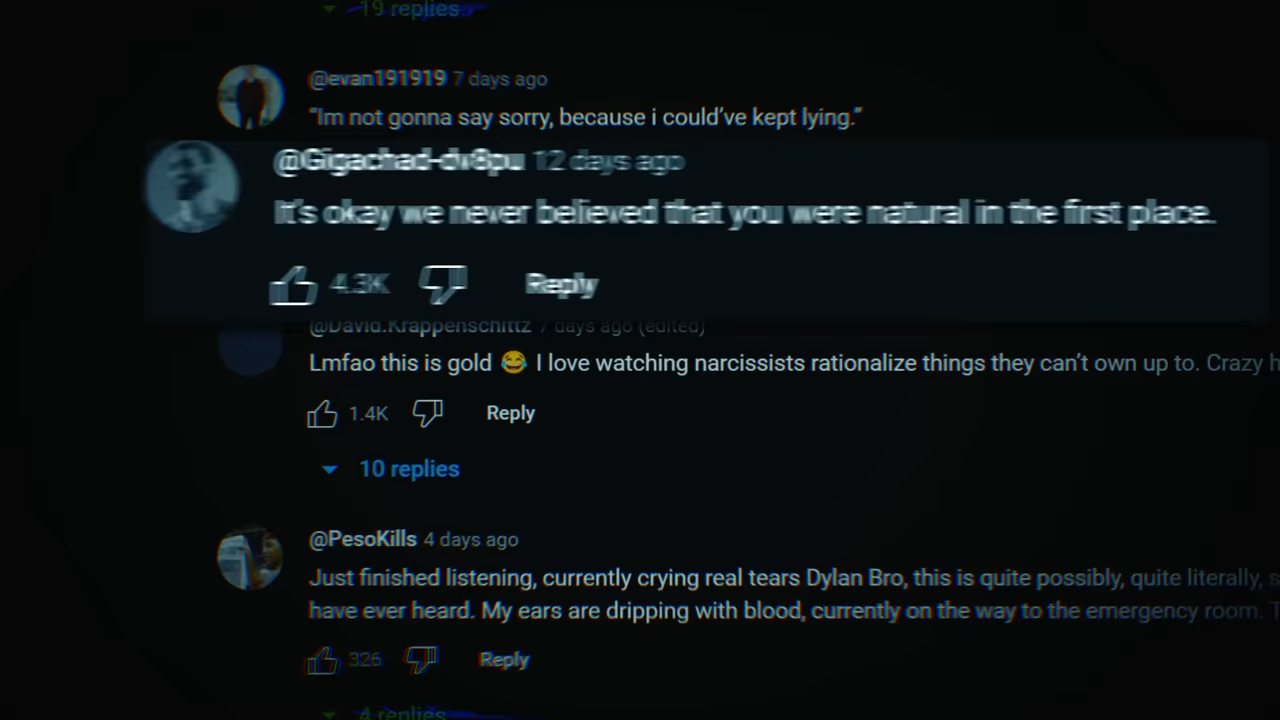 19 replies
@evan191919 7 days ago
“Im not gonna say sorry, because i could’ve kept lying.”
@Gigachad-dv8pu 12 days ago
It's okay we never believed that you were natural in the first place.
4.3K Reply
@David.Krappenschittz 7 days ago (edited)
Lmfao this is gold 😂 I love watching narcissists rationalize things they can’t own up to. Crazy
1.4K Reply
10 replies
@PesoKills 4 days ago
Just finished listening, currently crying real tears Dylan Bro, this is quite possibly, quite literally,
have ever heard. My ears are dripping with blood, currently on the way to the emergency room.
326 Reply
4 replies